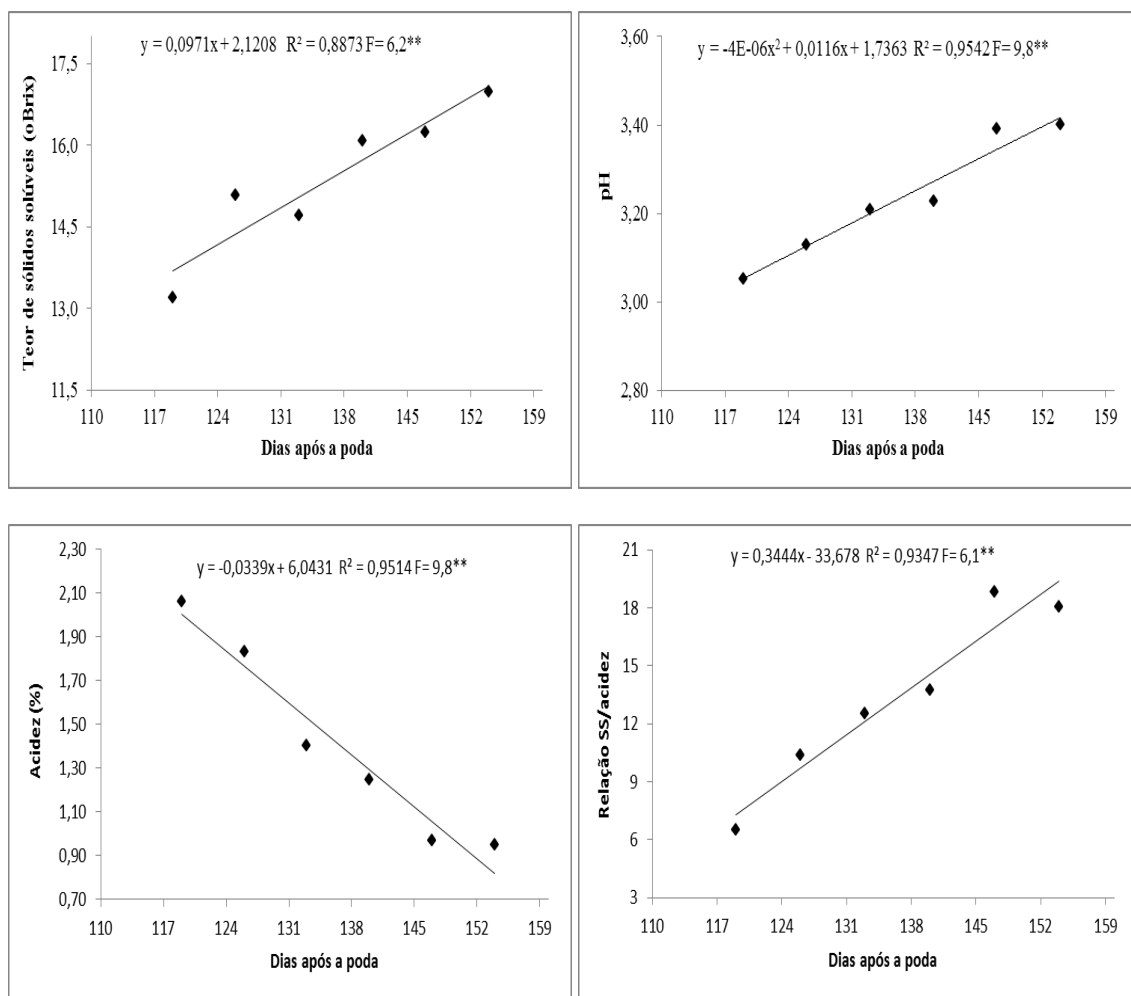 y = 0,0971x + 2,1208 R² = 0,8873 F= 6,2**
Teor de sólidos solúveis (oBrix)
17,5
16,0
14,5
13,0
11,5
110 117 124 131 138 145 152 159
Dias após a poda
y = -4E-06x² + 0,0116x + 1,7363 R² = 0,9542 F= 9,8**
pH
3,60
3,40
3,20
3,00
2,80
110 117 124 131 138 145 152 159
Dias após a poda
y = -0,0339x + 6,0431 R² = 0,9514 F= 9,8**
Acidez (%)
2,30
2,10
1,90
1,70
1,50
1,30
1,10
0,90
0,70
110 117 124 131 138 145 152 159
Dias após a poda
y = 0,3444x - 33,678 R² = 0,9347 F= 6,1**
Relação SS/acidez
21
18
15
12
9
6
3
110 117 124 131 138 145 152 159
Dias após a poda